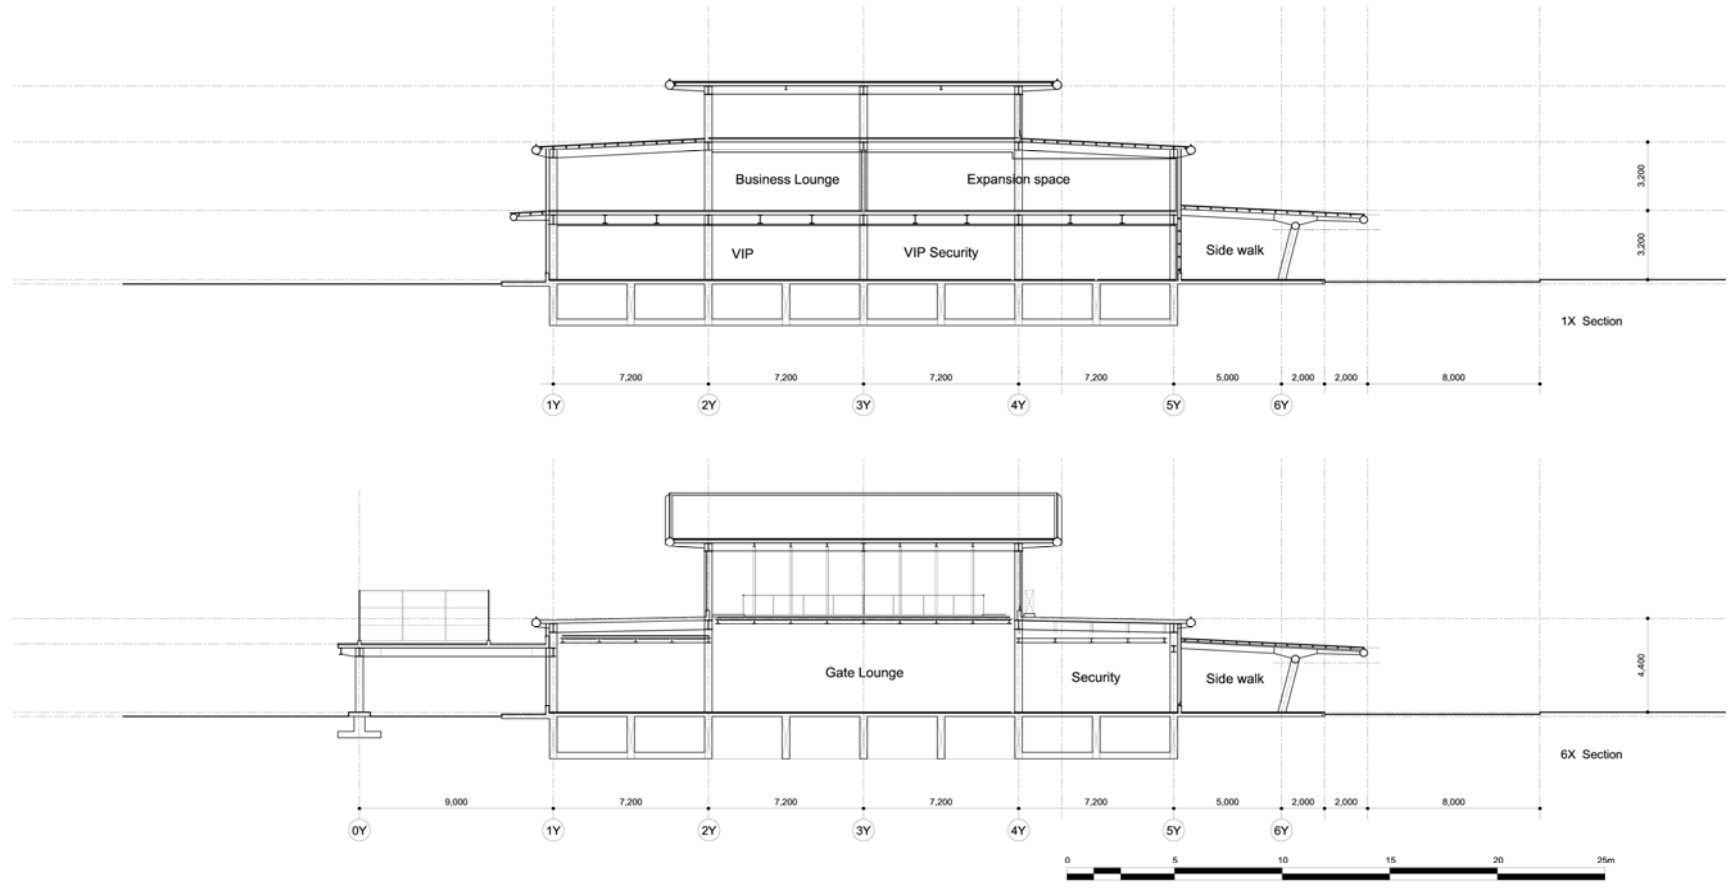 Business Lounge
Expansion space
3,200
VIP
VIP Security
Side walk
3,200
1X Section
7,200
7,200
7,200
7,200
5,000
2,000
2,000
8,000
1Y
2Y
3Y
4Y
5Y
6Y
Gate Lounge
Security
Side walk
4,400
6X Section
9,000
7,200
7,200
7,200
7,200
5,000
2,000
2,000
8,000
0Y
1Y
2Y
3Y
4Y
5Y
6Y
0
5
10
15
20
25m